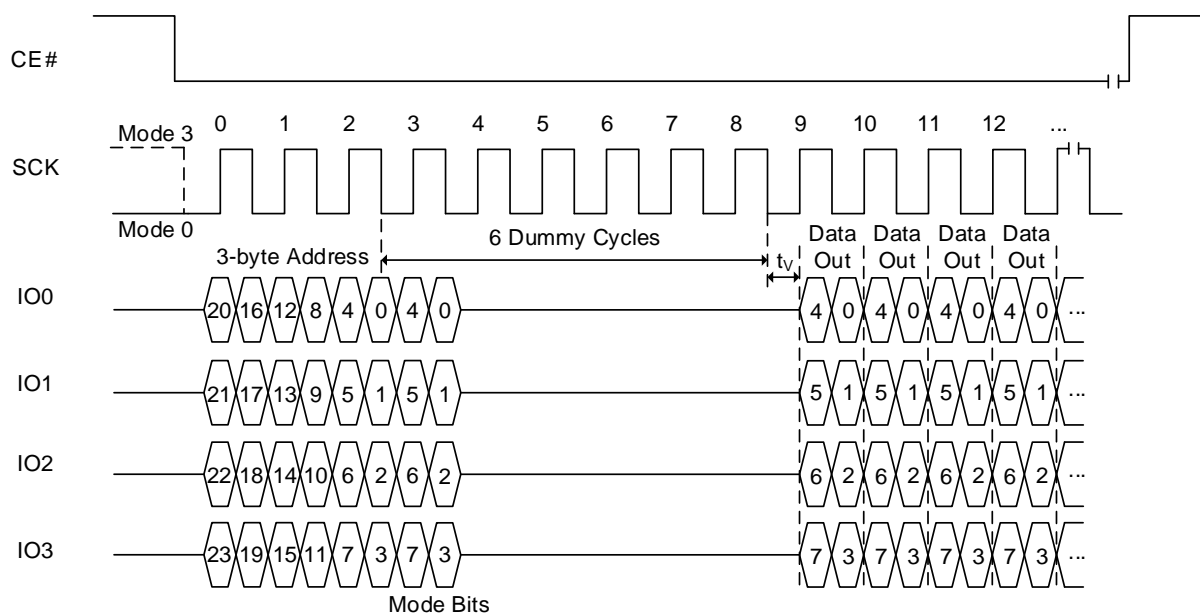 CE#
0 1 2 3 4 5 6 7 8 9 10 11 12 ...
Mode 3
SCK
Mode 0
3-byte Address
6 Dummy Cycles
tV
Data Out
Data Out
Data Out
Data Out
IO0
20 16 12 8 4 0 4 0 4 0 4 0 4 0 4 0 ...
IO1
21 17 13 9 5 1 5 1 5 1 5 1 5 1 5 1 ...
IO2
22 18 14 10 6 2 6 2 6 2 6 2 6 2 6 2 ...
IO3
23 19 15 11 7 3 7 3 7 3 7 3 7 3 7 3 ...
Mode Bits